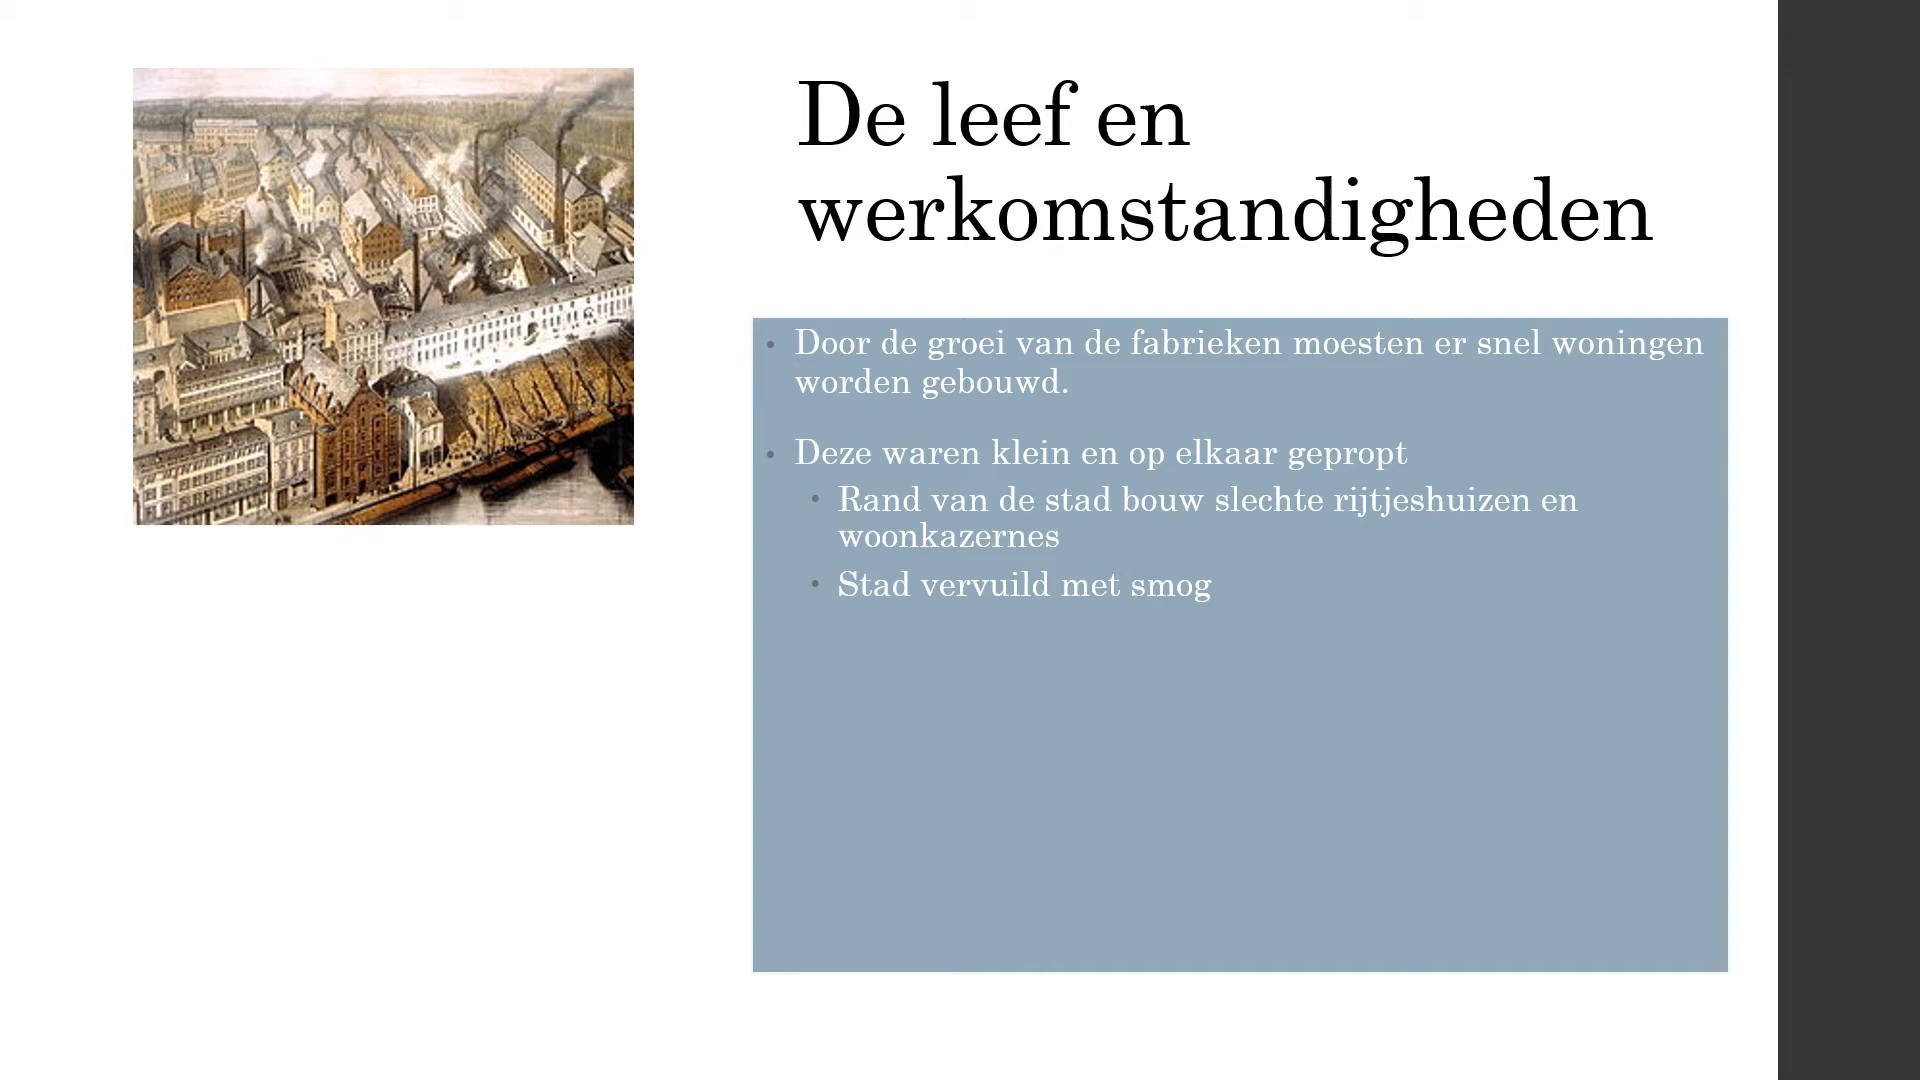 De leef en
werkomstandigheden
• Door de groei van de fabrieken moesten er snel woningen
worden gebouwd.
• Deze waren klein en op elkaar gepropt
• Rand van de stad bouw slechte rijtjeshuizen en
woonkazernes
• Stad vervuild met smog